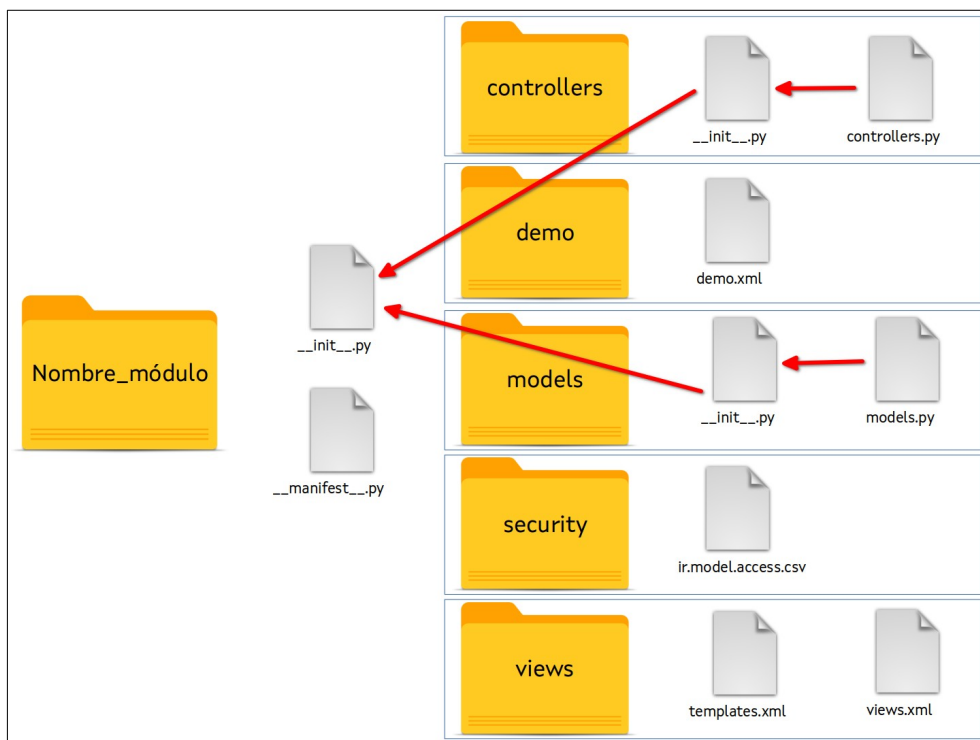 controllers
__init__.py
controllers.py
demo
demo.xml
Nombre_módulo
__init__.py
__manifest__.py
models
__init__.py
models.py
security
ir.model.access.csv
views
templates.xml
views.xml